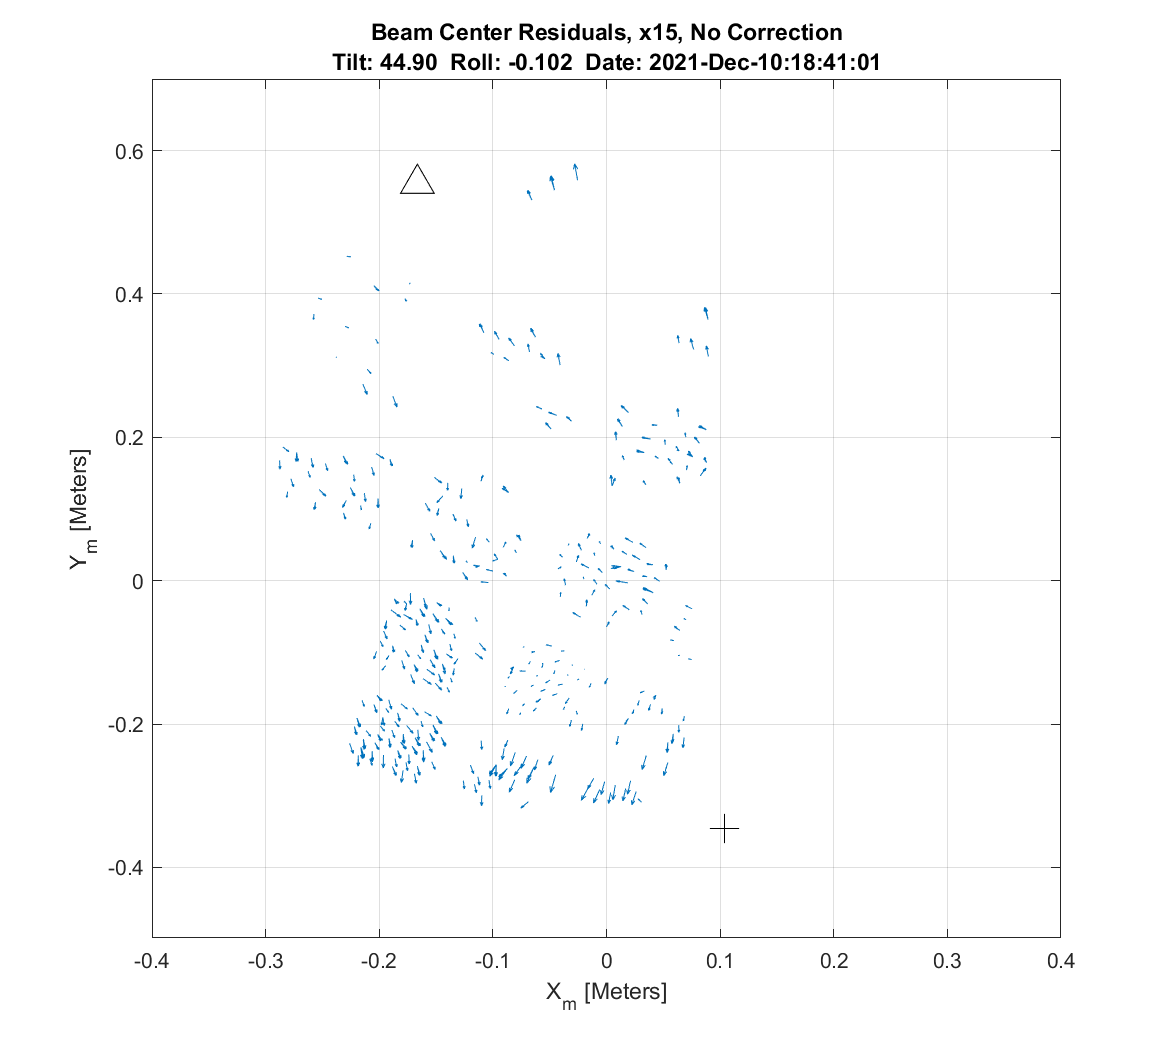 Beam Center Residuals, x15, No Correction
Tilt: 44.90  Roll: -0.102  Date: 2021-Dec-10:18:41:01
0.6
0.4
0.2
0
-0.2
-0.4
Y_m [Meters]
-0.4 -0.3 -0.2 -0.1 0 0.1 0.2 0.3 0.4
X_m [Meters]